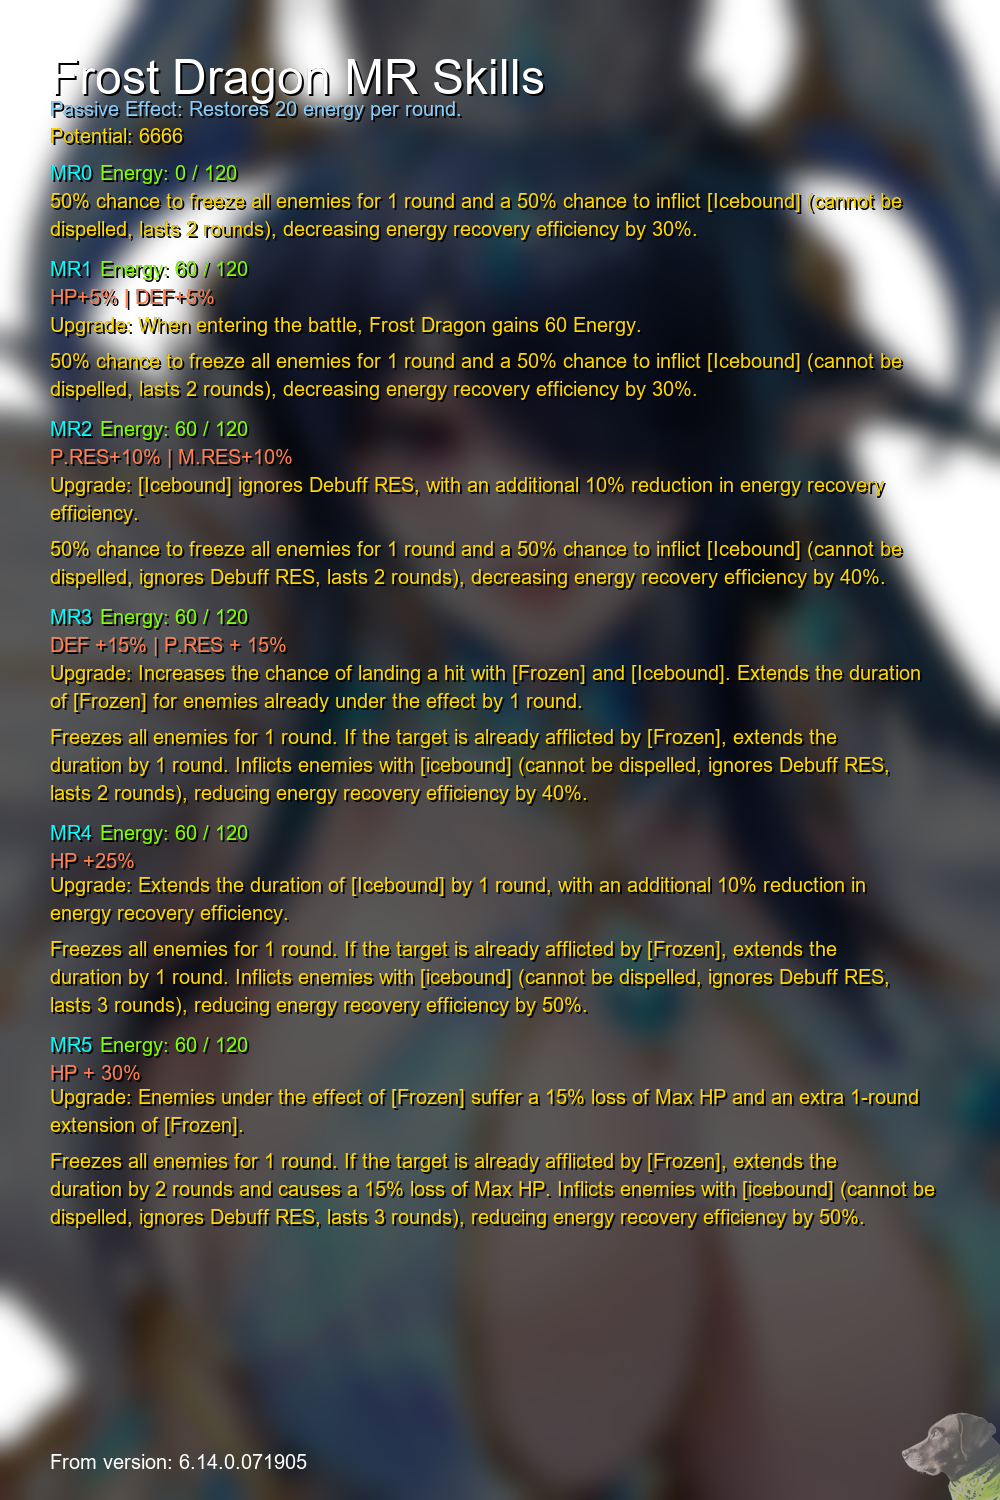 Frost Dragon MR Skills
Passive Effect: Restores 20 energy per round.
Potential: 6666
MR0 Energy: 0 / 120
50% chance to freeze all enemies for 1 round and a 50% chance to inflict [Icebound] (cannot be
dispelled, lasts 2 rounds), decreasing energy recovery efficiency by 30%.
MR1 Energy: 60 / 120
HP+5% | DEF+5%
Upgrade: When entering the battle, Frost Dragon gains 60 Energy.
50% chance to freeze all enemies for 1 round and a 50% chance to inflict [Icebound] (cannot be
dispelled, lasts 2 rounds), decreasing energy recovery efficiency by 30%.
MR2 Energy: 60 / 120
P.RES+10% | M.RES+10%
Upgrade: [Icebound] ignores Debuff RES, with an additional 10% reduction in energy recovery
efficiency.
50% chance to freeze all enemies for 1 round and a 50% chance to inflict [Icebound] (cannot be
dispelled, ignores Debuff RES, lasts 2 rounds), decreasing energy recovery efficiency by 40%.
MR3 Energy: 60 / 120
DEF +15% | P.RES + 15%
Upgrade: Increases the chance of landing a hit with [Frozen] and [Icebound]. Extends the duration
of [Frozen] for enemies already under the effect by 1 round.
Freezes all enemies for 1 round. If the target is already afflicted by [Frozen], extends the
duration by 1 round. Inflicts enemies with [icebound] (cannot be dispelled, ignores Debuff RES,
lasts 2 rounds), reducing energy recovery efficiency by 40%.
MR4 Energy: 60 / 120
HP +25%
Upgrade: Extends the duration of [Icebound] by 1 round, with an additional 10% reduction in
energy recovery efficiency.
Freezes all enemies for 1 round. If the target is already afflicted by [Frozen], extends the
duration by 1 round. Inflicts enemies with [icebound] (cannot be dispelled, ignores Debuff RES,
lasts 3 rounds), reducing energy recovery efficiency by 50%.
MR5 Energy: 60 / 120
HP + 30%
Upgrade: Enemies under the effect of [Frozen] suffer a 15% loss of Max HP and an extra 1-round
extension of [Frozen].
Freezes all enemies for 1 round. If the target is already afflicted by [Frozen], extends the
duration by 2 rounds and causes a 15% loss of Max HP. Inflicts enemies with [icebound] (cannot be
dispelled, ignores Debuff RES, lasts 3 rounds), reducing energy recovery efficiency by 50%.
From version: 6.14.0.071905